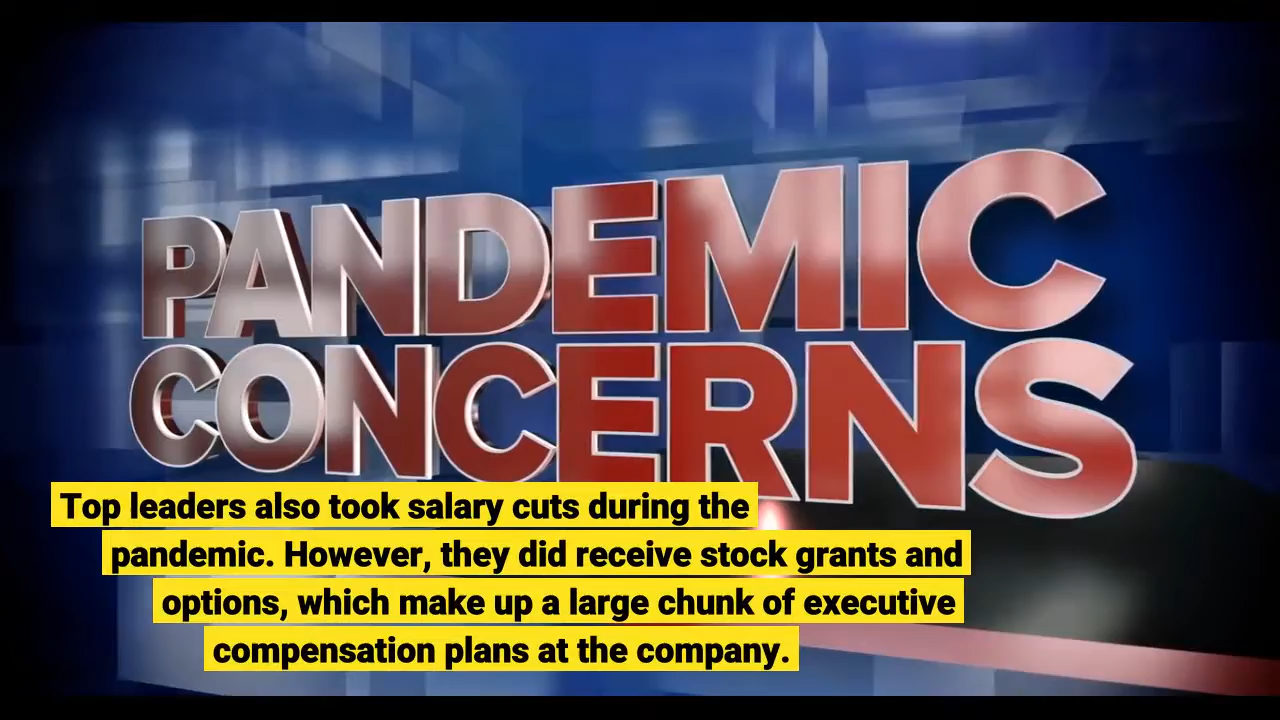 PANDEMIC
CONCERNS
Top leaders also took salary cuts during the
pandemic. However, they did receive stock grants and
options, which make up a large chunk of executive
compensation plans at the company.